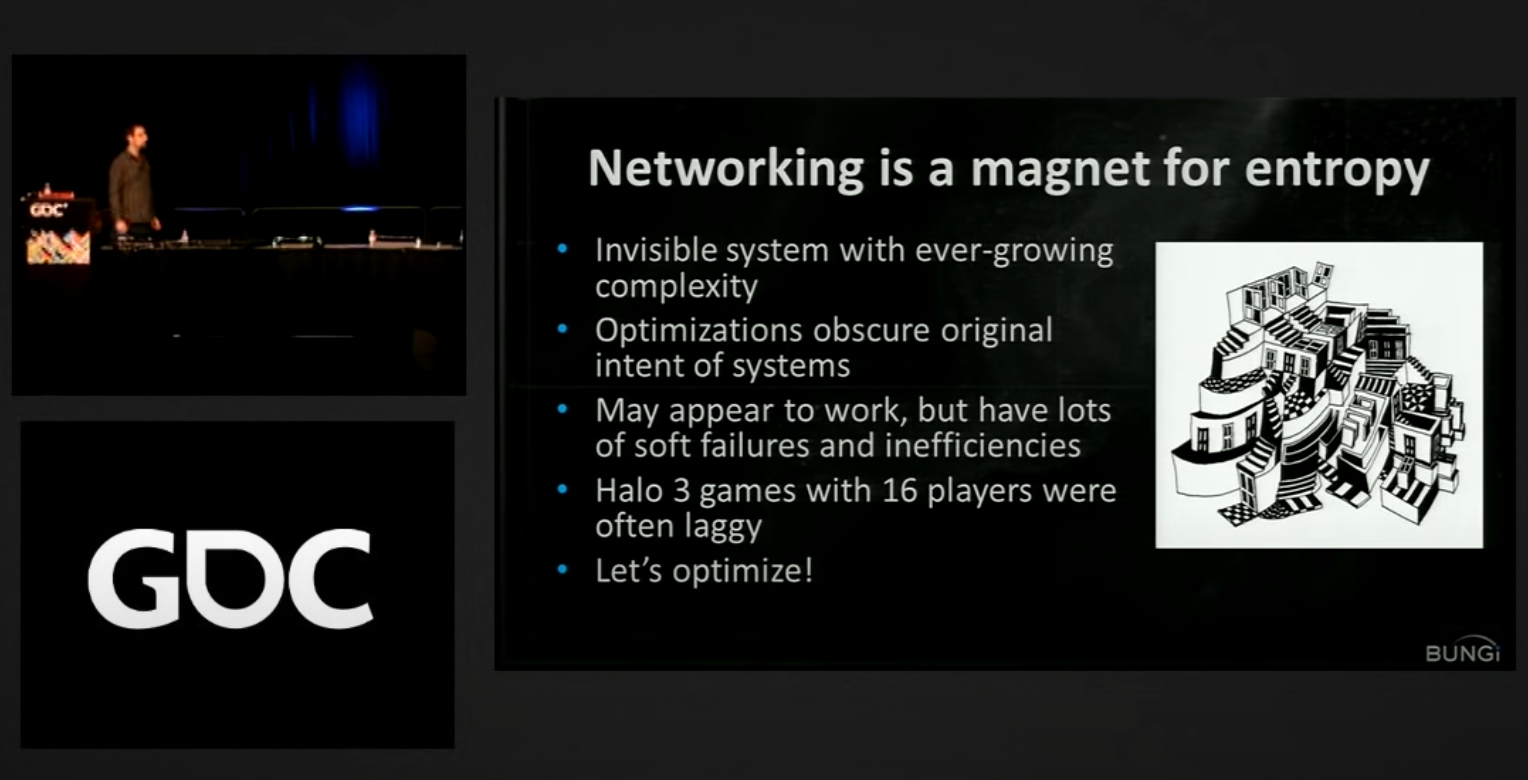 GDC
Networking is a magnet for entropy
• Invisible system with ever-growing
complexity
• Optimizations obscure original
intent of systems
• May appear to work, but have lots
of soft failures and inefficiencies
• Halo 3 games with 16 players were
often laggy
• Let's optimize!
BUNGi
GDC